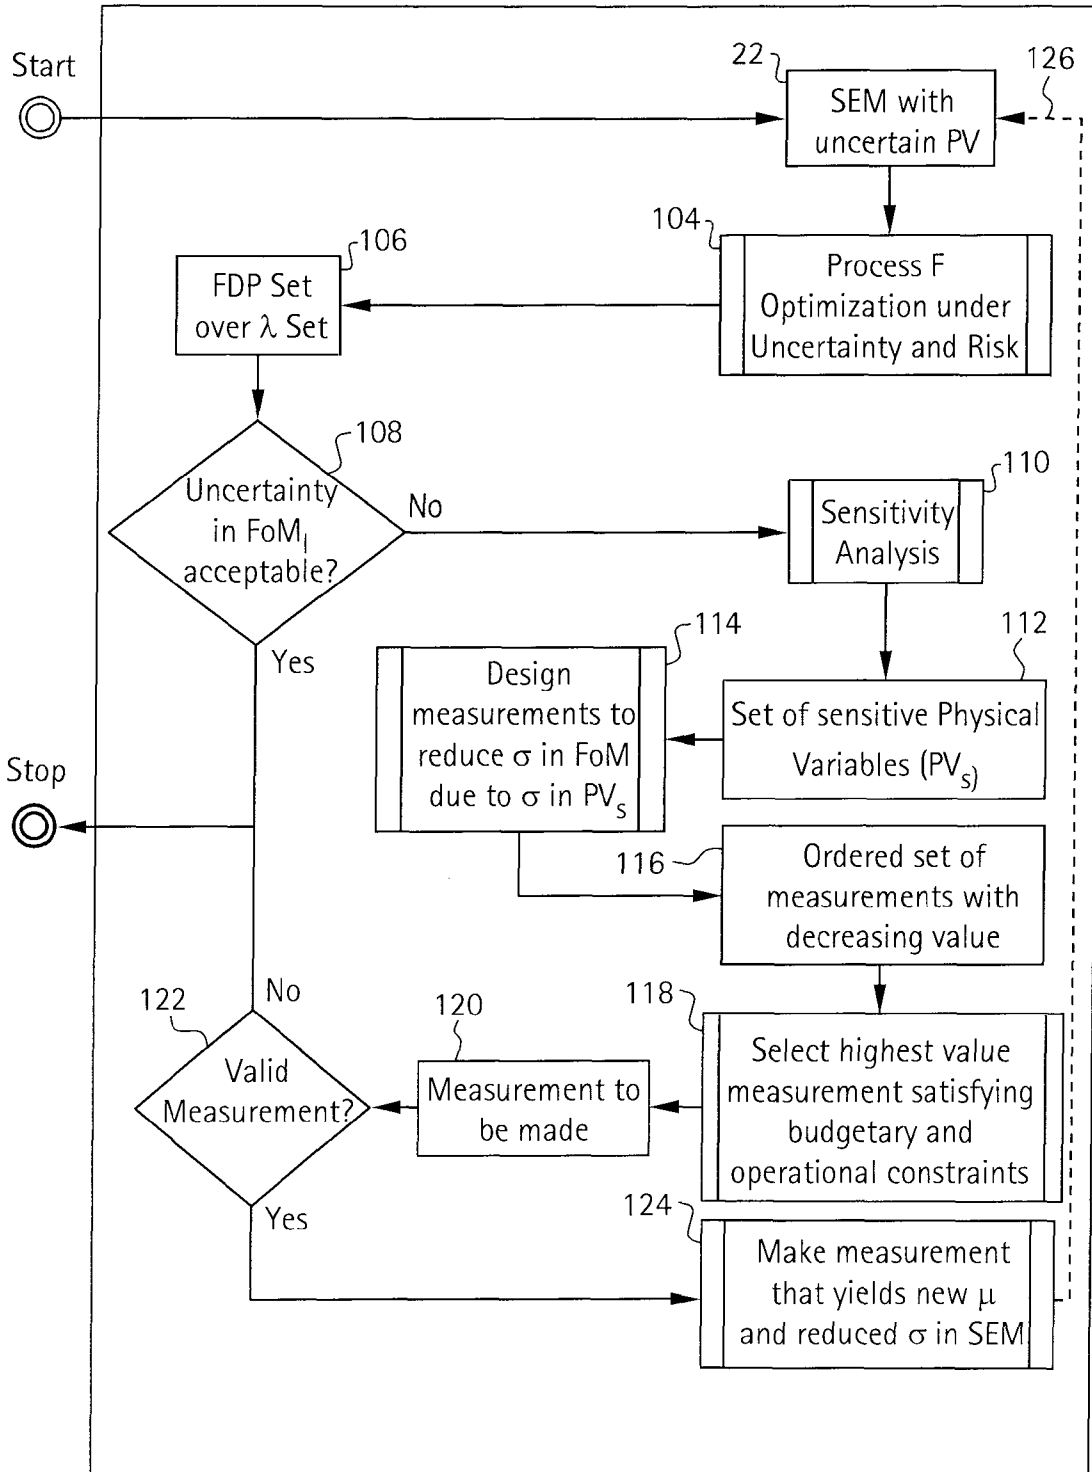 Start
22
126
SEM with
uncertain PV
104
106
Process F
Optimization under
Uncertainty and Risk
FDP Set
over λ Set
108
Uncertainty
in FoM
acceptable?
No
110
Sensitivity
Analysis
Yes
114
112
Design
measurements to
reduce σ in FoM
due to σ in PVs
Set of sensitive Physical
Variables (PVs)
Stop
116
Ordered set of
measurements with
decreasing value
No
122
120
118
Valid
Measurement?
Measurement to
be made
Select highest value
measurement satisfying
budgetary and
operational constraints
Yes
124
Make measurement
that yields new μ
and reduced σ in SEM